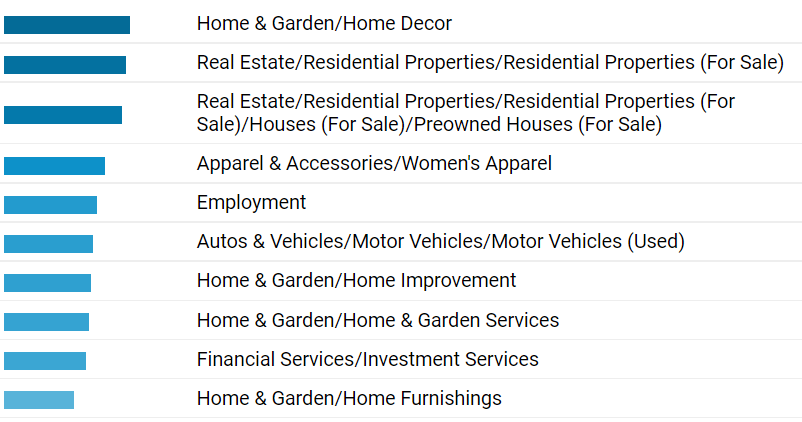 Home & Garden/Home Decor
Real Estate/Residential Properties/Residential Properties (For Sale)
Real Estate/Residential Properties/Residential Properties (For
Sale)/Houses (For Sale)/Preowned Houses (For Sale)
Apparel & Accessories/Women's Apparel
Employment
Autos & Vehicles/Motor Vehicles/Motor Vehicles (Used)
Home & Garden/Home Improvement
Home & Garden/Home & Garden Services
Financial Services/Investment Services
Home & Garden/Home Furnishings